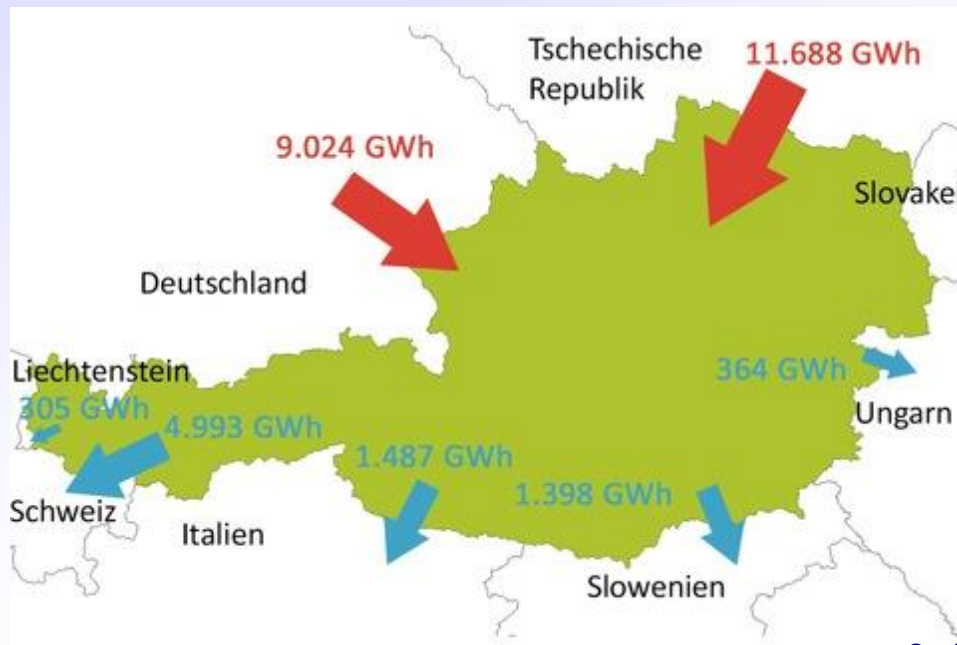 Tschechische
Republik
11.688 GWh
9.024 GWh
Slovake
Deutschland
Liechtenstein
305 GWh
4.993 GWh
364 GWh
Ungarn
1.487 GWh
1.398 GWh
Schweiz
Italien
Slowenien